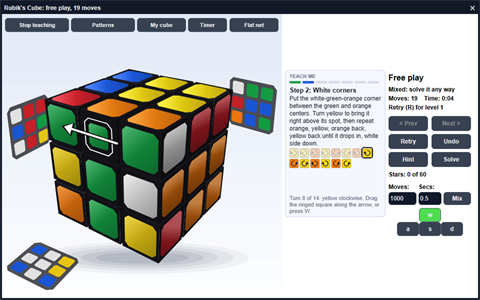 Rubik's Cube: free play, 19 moves
Stop teaching
Patterns
My cube
Timer
Flat net
TEACH ME
Step 2: White corners
Put the white-green-orange corner
between the green and orange
centers. Turn yellow to bring it
right above its spot, then repeat
orange, yellow, orange back,
yellow back until it drops in, white
side down.
Turn 8 of 14: yellow clockwise. Drag
the ringed square along the arrow, or
press W
Free play
Mixed: solve it any way
Moves: 19 Time: 0:04
Retry (R) for level 1
< Prev
Next >
Retry
Undo
Hint
Solve
Stars: 0 of 60
Moves:
Secs:
1000
0.5
Mix
w
a
s
d